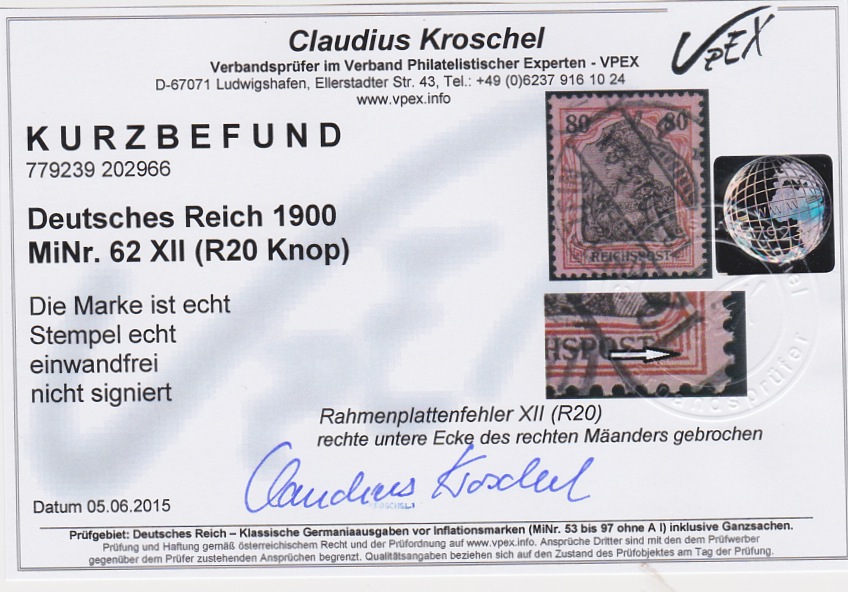 Claudius Kroschel
Verbandsprüfer im Verband Philatelistischer Experten - VPEX
D-67071 Ludwigshafen, Ellerstadter Str. 43, Tel.: +49 (0)6237 916 10 24
www.vpex.info
VPEX
KURZBEFUND
779239 202966
80 80
REICHSPOST
Deutsches Reich 1900
MiNr. 62 XII (R20 Knop)
Die Marke ist echt
Stempel echt
einwandfrei
nicht signiert
HSPOST
Rahmenplattenfehler XII (R20)
rechte untere Ecke des rechten Mäanders gebrochen
Claudius Kroschel
Datum 05.06.2015
Prüfgebiet: Deutsches Reich – Klassische Germaniaausgaben vor Inflationsmarken (MiNr. 53 bis 97 ohne A I) inklusive Ganzsachen.
Prüfung und Haftung gemäß österreichischem Recht und der Prüfordnung auf www.vpex.info. Ansprüche Dritter sind mit den dem Prüfwerber
gegenüber dem Prüfer zustehenden Ansprüchen begrenzt. Qualitätsangaben beziehen sich auf den Zustand des Prüfobjektes am Tag der Prüfung.